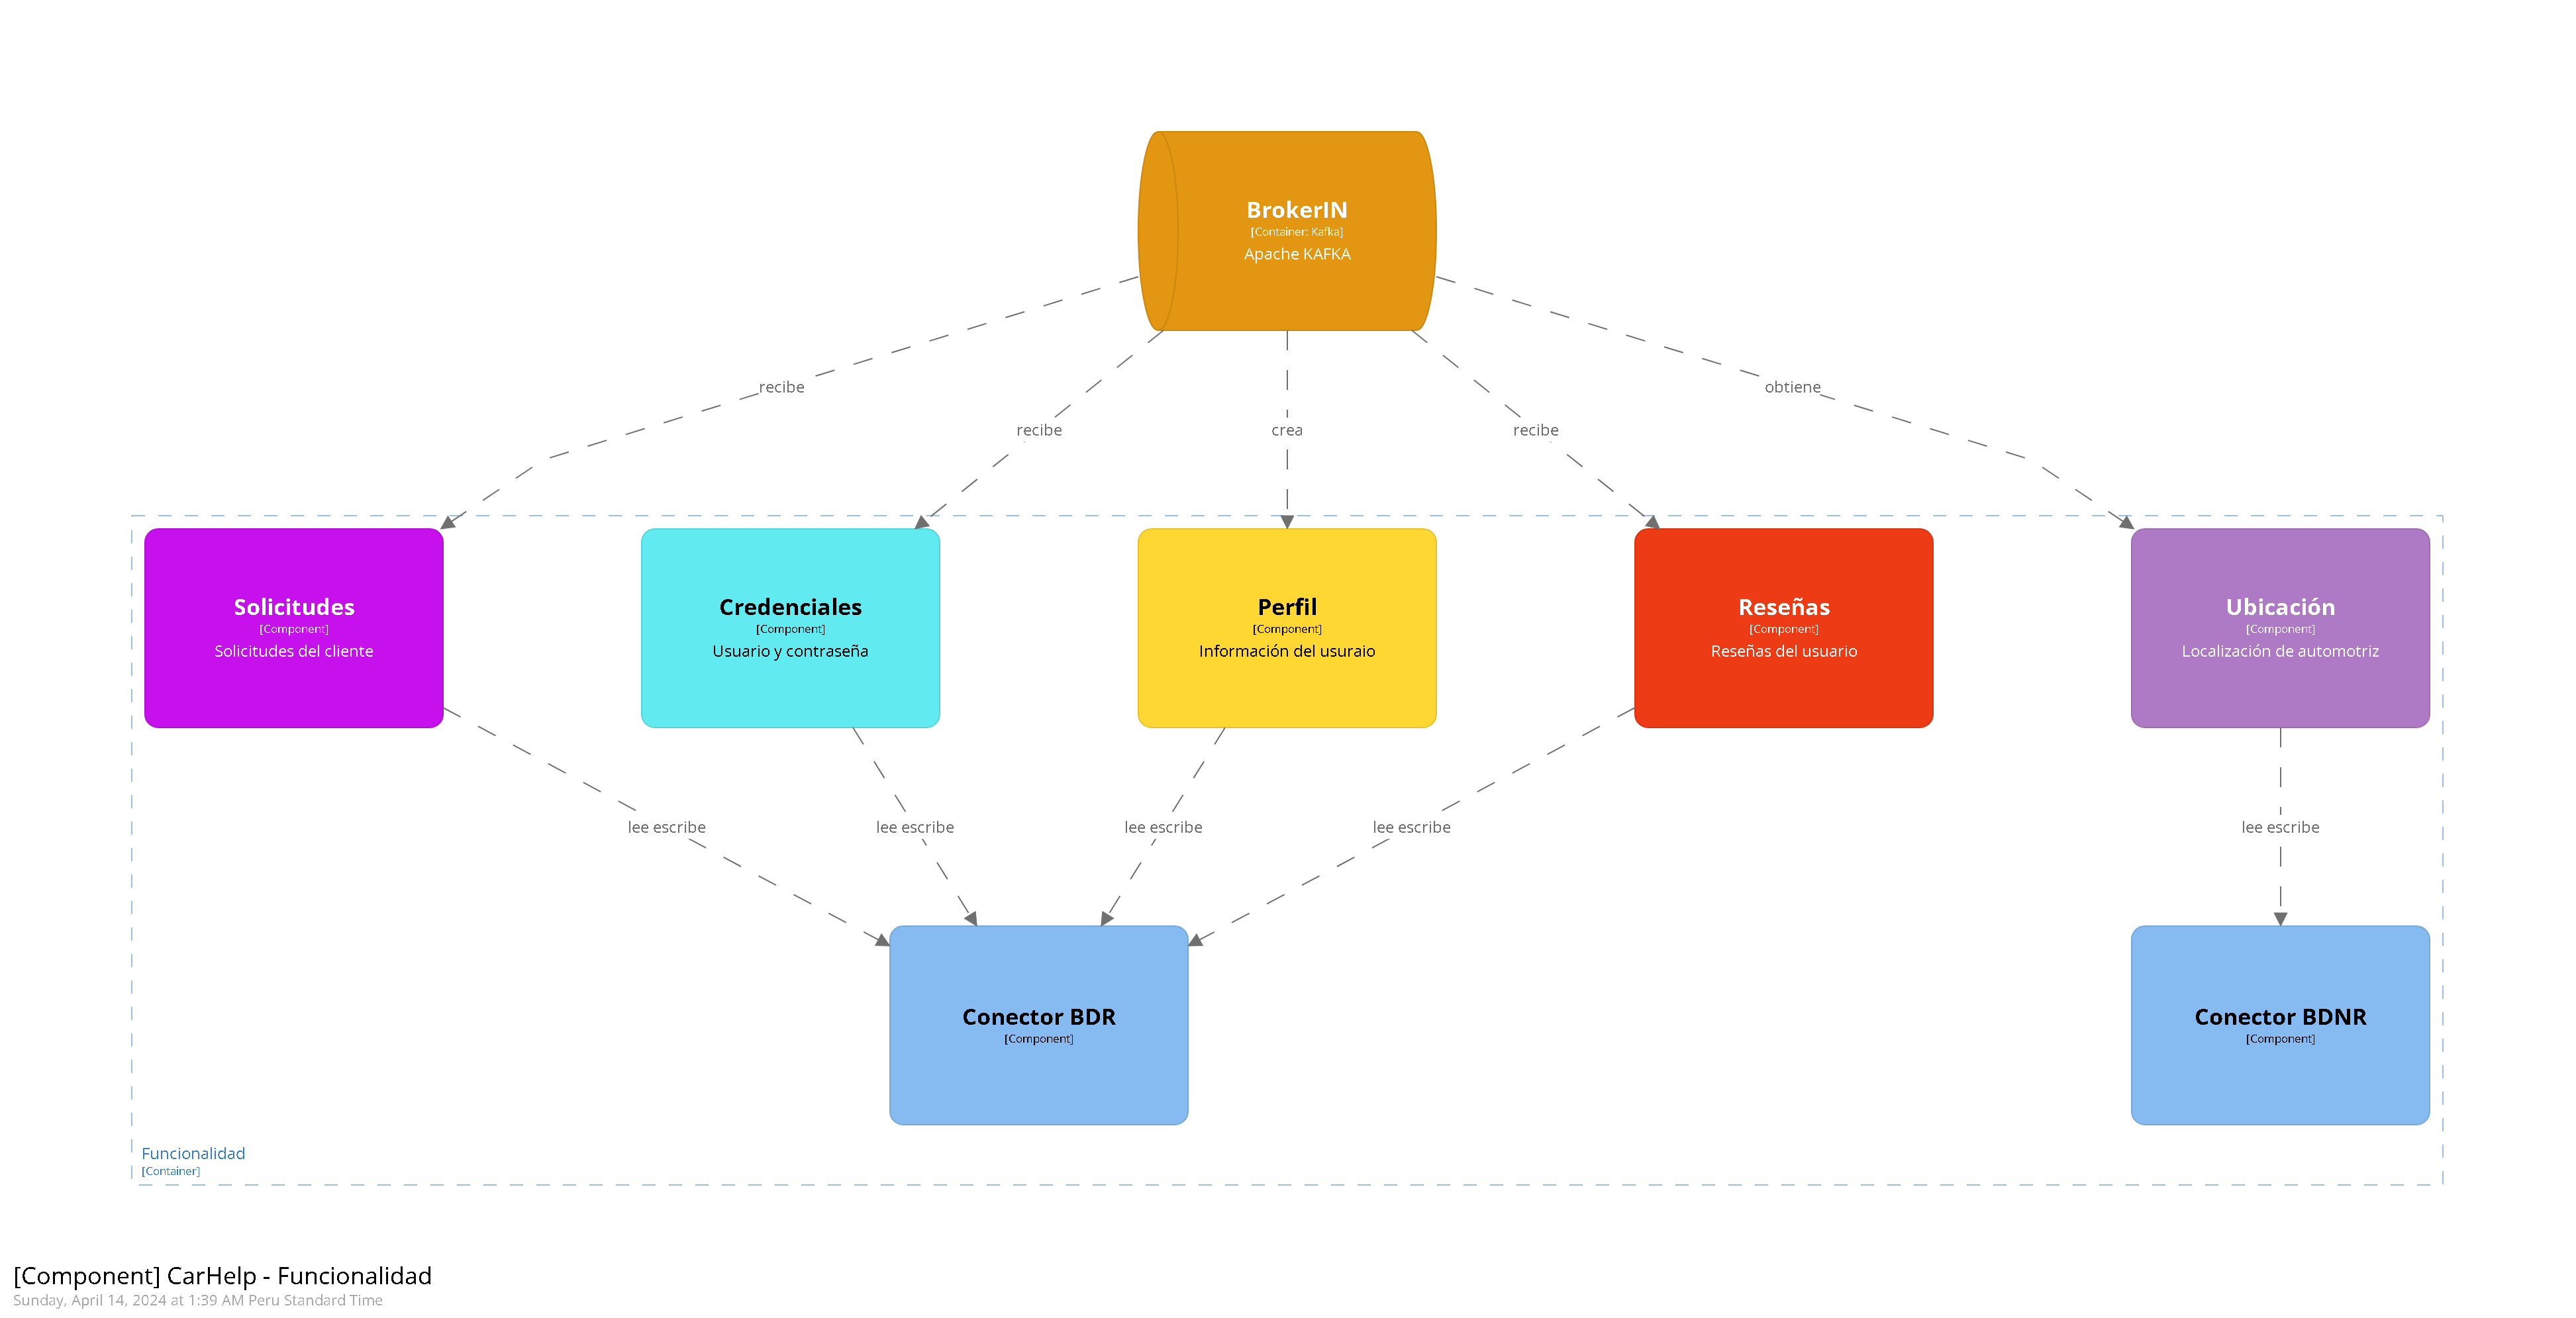 BrokerIN
[Container: Kafka]
Apache KAFKA
recibe
obtiene
recibe
crea
recibe
Solicitudes
[Component]
Solicitudes del cliente
Credenciales
[Component]
Usuario y contraseña
Perfil
[Component]
Información del usuraio
Reseñas
[Component]
Reseñas del usuario
Ubicación
[Component]
Localización de automotriz
lee escribe
lee escribe
lee escribe
lee escribe
lee escribe
Conector BDR
[Component]
Conector BDNR
[Component]
Funcionalidad
[Container]
[Component] CarHelp - Funcionalidad
Sunday, April 14, 2024 at 1:39 AM Peru Standard Time